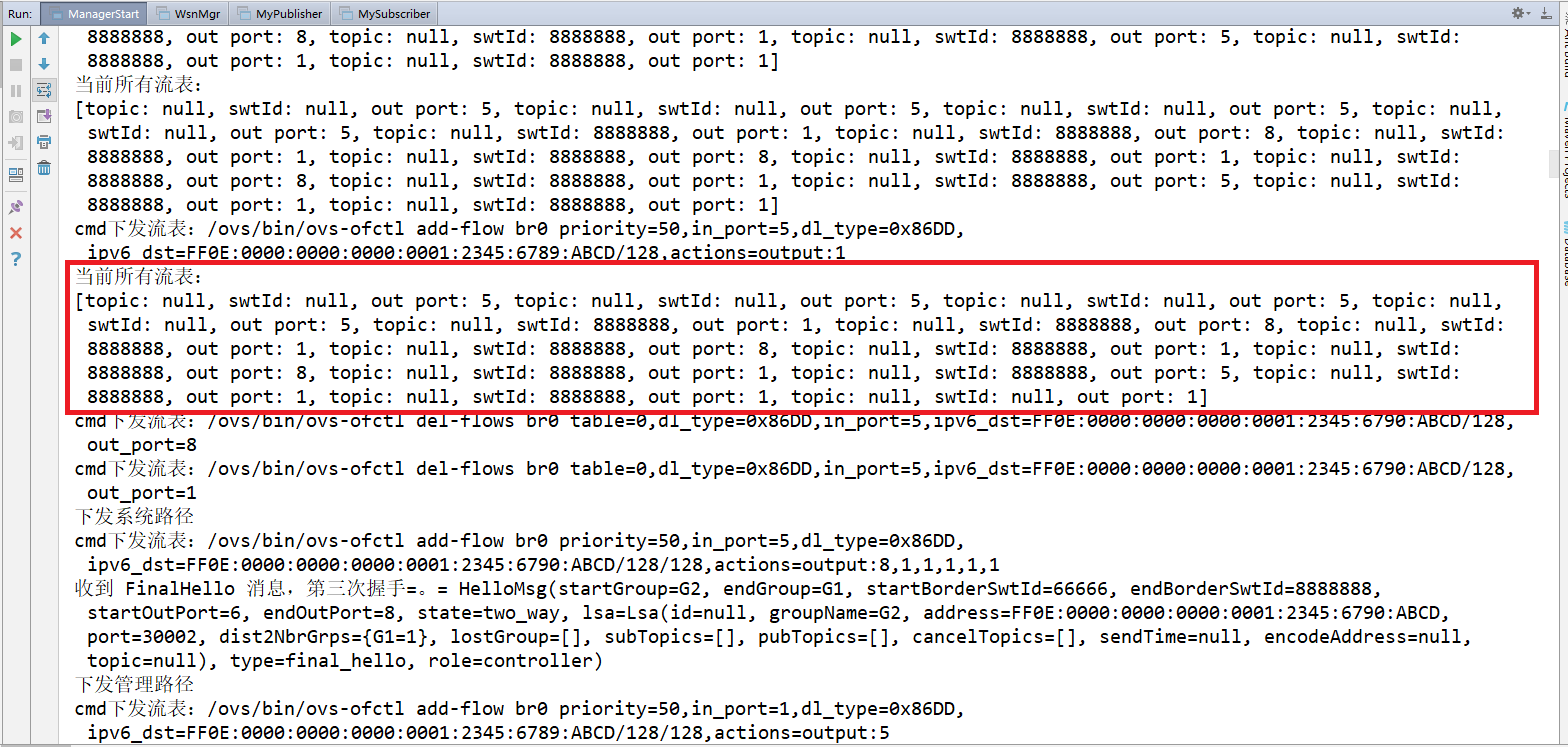 Run: ManagerStart WsnMgr MyPublisher MySubscriber
8888888, out port: 8, topic: null, swtId: 8888888, out port: 1, topic: null, swtId: 8888888, out port: 5, topic: null, swtId:
8888888, out port: 1, topic: null, swtId: 8888888, out port: 1]
当前所有流表：
[topic: null, swtId: null, out port: 5, topic: null, swtId: null, out port: 5, topic: null, swtId: null, out port: 5, topic: null,
swtId: null, out port: 5, topic: null, swtId: 8888888, out port: 1, topic: null, swtId: 8888888, out port: 8, topic: null, swtId:
8888888, out port: 1, topic: null, swtId: 8888888, out port: 8, topic: null, swtId: 8888888, out port: 1, topic: null, swtId:
8888888, out port: 8, topic: null, swtId: 8888888, out port: 1, topic: null, swtId: 8888888, out port: 5, topic: null, swtId:
8888888, out port: 1, topic: null, swtId: 8888888, out port: 1]
cmd下发流表：/ovs/bin/ovs-ofctl add-flow br0 priority=50,in_port=5,dl_type=0x86DD,
ipv6_dst=FF0E:0000:0000:0000:0001:2345:6789:ABCD/128,actions=output:1
当前所有流表：
[topic: null, swtId: null, out port: 5, topic: null, swtId: null, out port: 5, topic: null, swtId: null, out port: 5, topic: null,
swtId: null, out port: 5, topic: null, swtId: 8888888, out port: 1, topic: null, swtId: 8888888, out port: 8, topic: null, swtId:
8888888, out port: 1, topic: null, swtId: 8888888, out port: 8, topic: null, swtId: 8888888, out port: 1, topic: null, swtId:
8888888, out port: 8, topic: null, swtId: 8888888, out port: 1, topic: null, swtId: 8888888, out port: 5, topic: null, swtId:
8888888, out port: 1, topic: null, swtId: 8888888, out port: 1, topic: null, swtId: null, out port: 1]
cmd下发流表：/ovs/bin/ovs-ofctl del-flows br0 table=0,dl_type=0x86DD,in_port=5,ipv6_dst=FF0E:0000:0000:0000:0001:2345:6790:ABCD/128,
out_port=8
cmd下发流表：/ovs/bin/ovs-ofctl del-flows br0 table=0,dl_type=0x86DD,in_port=5,ipv6_dst=FF0E:0000:0000:0000:0001:2345:6790:ABCD/128,
out_port=1
下发系统路径
cmd下发流表：/ovs/bin/ovs-ofctl add-flow br0 priority=50,in_port=5,dl_type=0x86DD,
ipv6_dst=FF0E:0000:0000:0000:0001:2345:6790:ABCD/128/128,actions=output:8,1,1,1,1,1
收到 FinalHello 消息，第三次握手=。= HelloMsg(startGroup=G2, endGroup=G1, startBorderSwtId=66666, endBorderSwtId=8888888,
startOutPort=6, endOutPort=8, state=two_way, lsa=Lsa(id=null, groupName=G2, address=FF0E:0000:0000:0000:0001:2345:6790:ABCD,
port=30002, dist2NbrGrps={G1=1}, lostGroup=[], subTopics=[], pubTopics=[], cancelTopics=[], sendTime=null, encodeAddress=null,
topic=null), type=final_hello, role=controller)
下发管理路径
cmd下发流表：/ovs/bin/ovs-ofctl add-flow br0 priority=50,in_port=1,dl_type=0x86DD,
ipv6_dst=FF0E:0000:0000:0000:0001:2345:6790:ABCD/128/128,actions=output:5